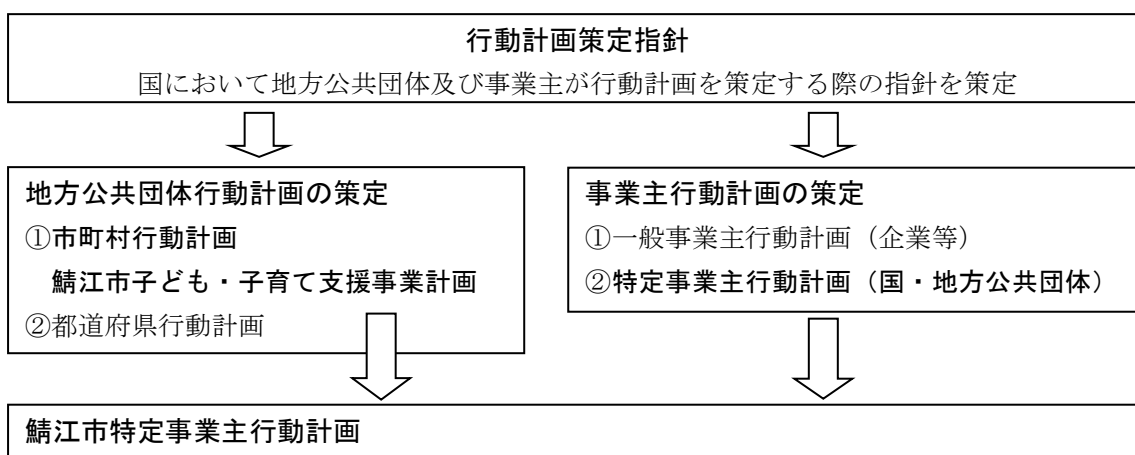 行動計画策定指針
国において地方公共団体及び事業主が行動計画を策定する際の指針を策定
地方公共団体行動計画の策定
①市町村行動計画
鯖江市子ども・子育て支援事業計画
②都道府県行動計画
事業主行動計画の策定
①一般事業主行動計画（企業等）
②特定事業主行動計画（国・地方公共団体）
鯖江市特定事業主行動計画